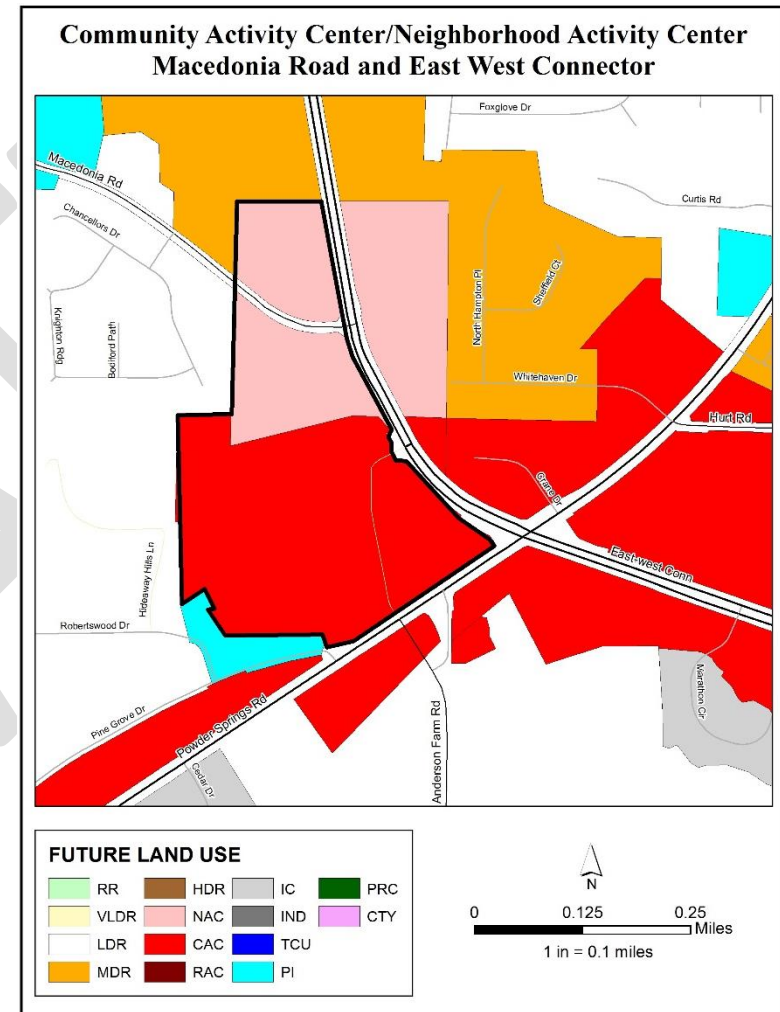 Community Activity Center/Neighborhood Activity Center
Macedonia Road and East West Connector
Foxglove Dr
Macedonia Rd
Curtis Rd
Chancellors Dr
North Hampton Pl
Sheffield Ct
Knighton Rdg
Bodiford Path
Whitehaven Dr
Hurt Rd
Crane Dr
East-west Conn
Hideaway Hills Ln
Robertswood Dr
Marathon Cir
Pine Grove Dr
Powder Springs Rd
Anderson Farm Rd
Cedar Dr
FUTURE LAND USE
RR HDR IC PRC
VLDR NAC IND CTY
LDR CAC TCU
MDR RAC PI
N
0 0.125 0.25
Miles
1 in = 0.1 miles